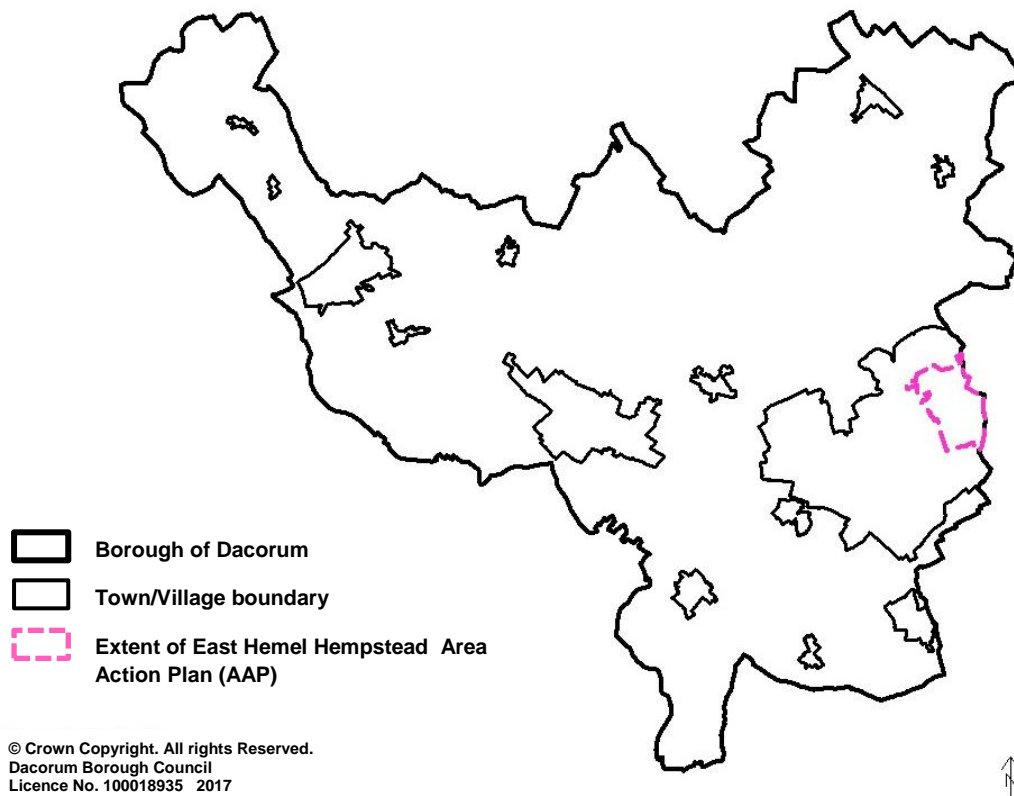 Borough of Dacorum
Town/Village boundary
Extent of East Hemel Hempstead Area
Action Plan (AAP)
© Crown Copyright. All rights Reserved.
Dacorum Borough Council
Licence No. 100018935 2017
N